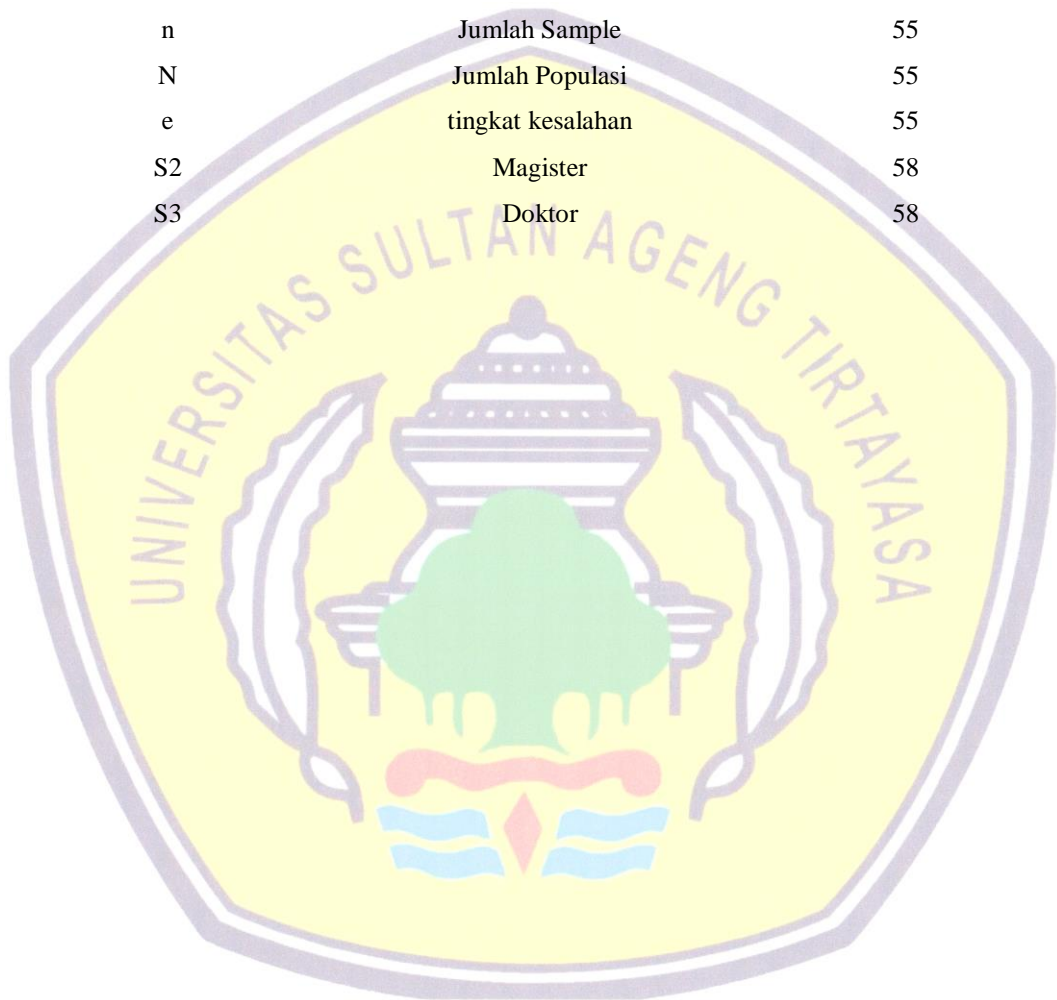 n Jumlah Sample 55
N Jumlah Populasi 55
e tingkat kesalahan 55
S2 Magister 58
S3 Doktor 58
UNIVERSITAS SULTAN AGENG TIRTAYASA